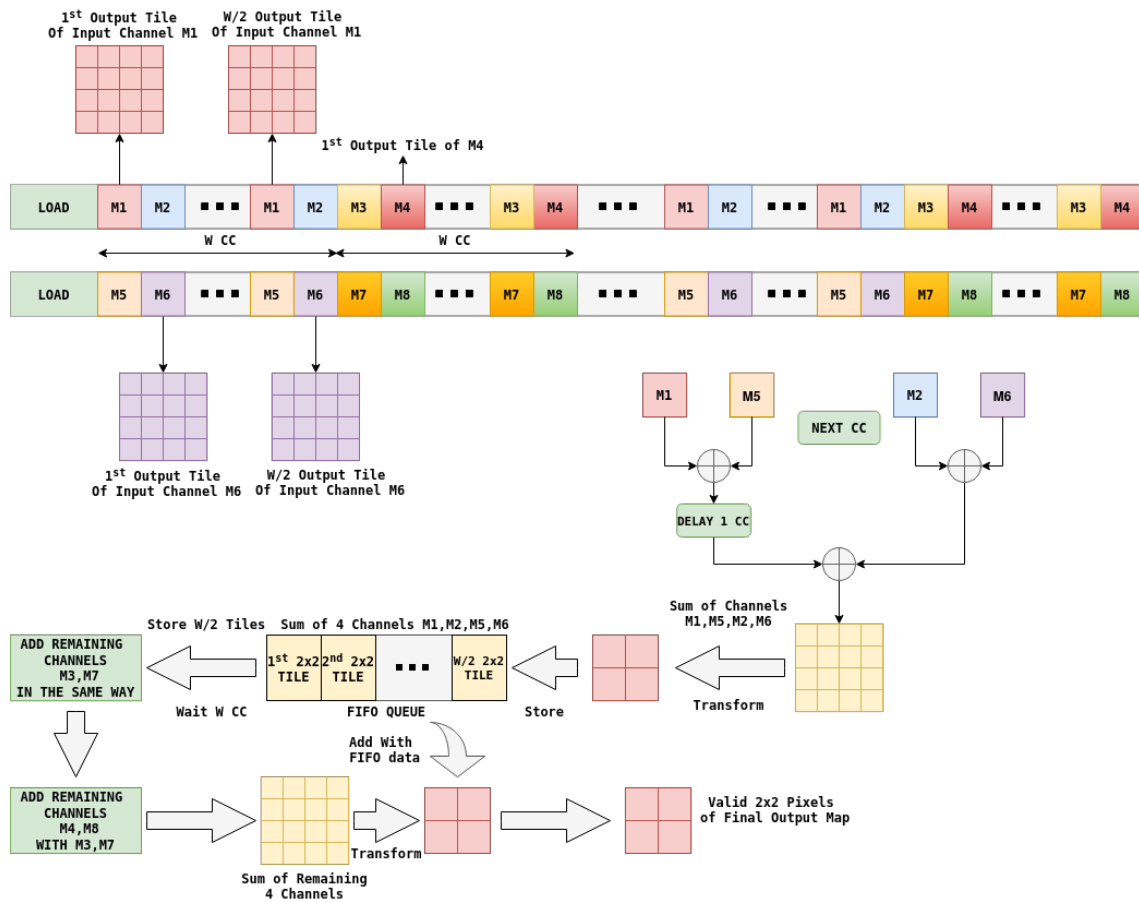 1st Output Tile
Of Input Channel M1
W/2 Output Tile
Of Input Channel M1
1st Output Tile of M4
LOAD M1 M2 ... M1 M2 M3 M4 ... M3 M4 ... M1 M2 ... M1 M2 M3 M4 ... M3 M4
W CC W CC
LOAD M5 M6 ... M5 M6 M7 M8 ... M7 M8 ... M5 M6 ... M5 M6 M7 M8 ... M7 M8
1st Output Tile
Of Input Channel M6
W/2 Output Tile
Of Input Channel M6
M1 M5 M2 M6
NEXT CC
DELAY 1 CC
Sum of Channels
M1,M5,M2,M6
Transform
Store
Store W/2 Tiles
Sum of 4 Channels M1,M2,M5,M6
1st 2x2
TILE
2nd 2x2
TILE
...
W/2 2x2
TILE
FIFO QUEUE
Wait W CC
ADD REMAINING
CHANNELS
M3,M7
IN THE SAME WAY
Add With
FIFO data
ADD REMAINING
CHANNELS
M4,M8
WITH M3,M7
Sum of Remaining
4 Channels
Transform
Valid 2x2 Pixels
of Final Output Map